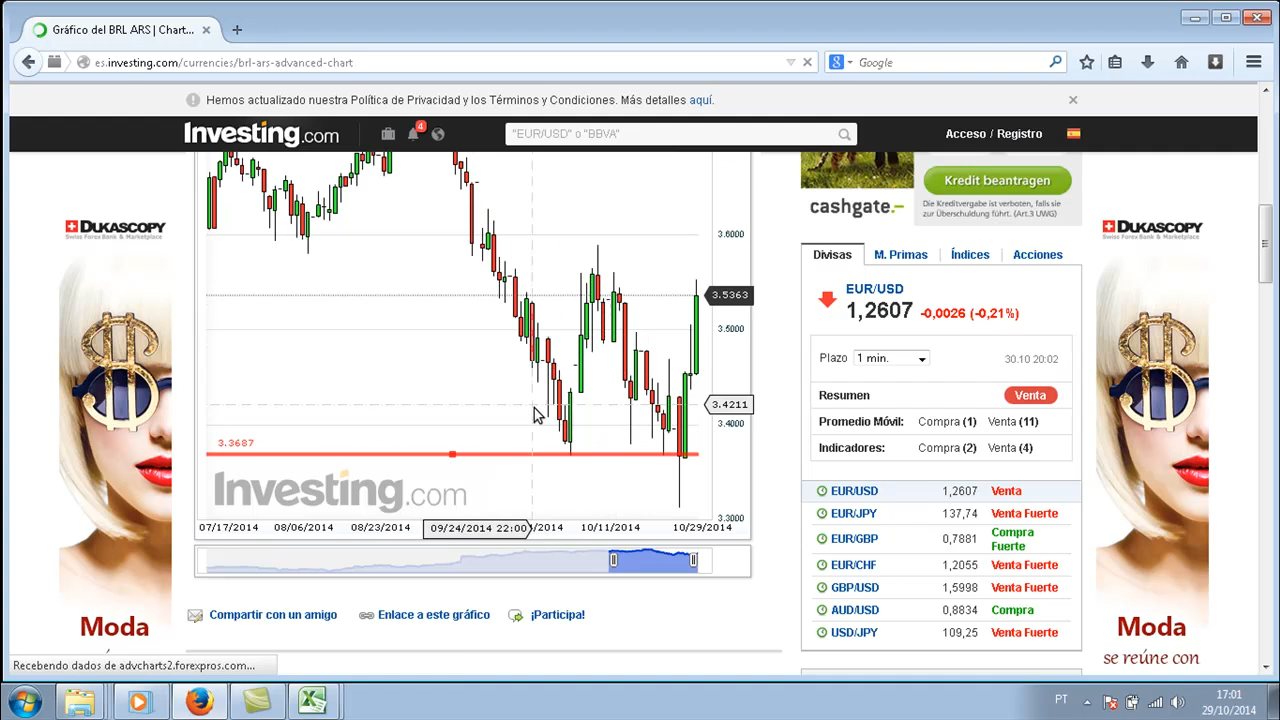 Gráfico del BRL ARS | Chart...
es.investing.com/currencies/brl-ars-advanced-chart
Google
Hemos actualizado nuestra Política de Privacidad y los Términos y Condiciones. Más detalles aquí.
Investing.com
4
"EUR/USD" o "BBVA"
Acceso / Registro
DUKASCOPY
Swiss Forex Bank & Marketplace
Moda
3.6000
3.5363
3.5000
3.4211
3.4000
3.3000
3.3687
Investing.com
07/17/2014
08/06/2014
08/23/2014
09/24/2014 22:00
/2014
10/11/2014
10/29/2014
Compartir con un amigo
Enlace a este gráfico
¡Participa!
Recebendo dados de advcharts2.forexpros.com...
cashgate.-
Kredit beantragen
Die Kreditvergabe ist verboten, falls sie
zur Überschuldung führt. (Art.3 UWG)
Divisas
M. Primas
Índices
Acciones
EUR/USD
1,2607 -0,0026 (-0,21%)
Plazo 1 min. 30.10 20:02
Resumen Venta
Promedio Móvil: Compra (1) Venta (11)
Indicadores: Compra (2) Venta (4)
EUR/USD 1,2607 Venta
EUR/JPY 137,74 Venta Fuerte
EUR/GBP 0,7881 Compra
Fuerte
EUR/CHF 1,2055 Venta Fuerte
GBP/USD 1,5998 Venta Fuerte
AUD/USD 0,8834 Compra
USD/JPY 109,25 Venta Fuerte
DUKASCOPY
Swiss Forex Bank & Marketplace
Moda
se reúne con
PT
17:01
29/10/2014